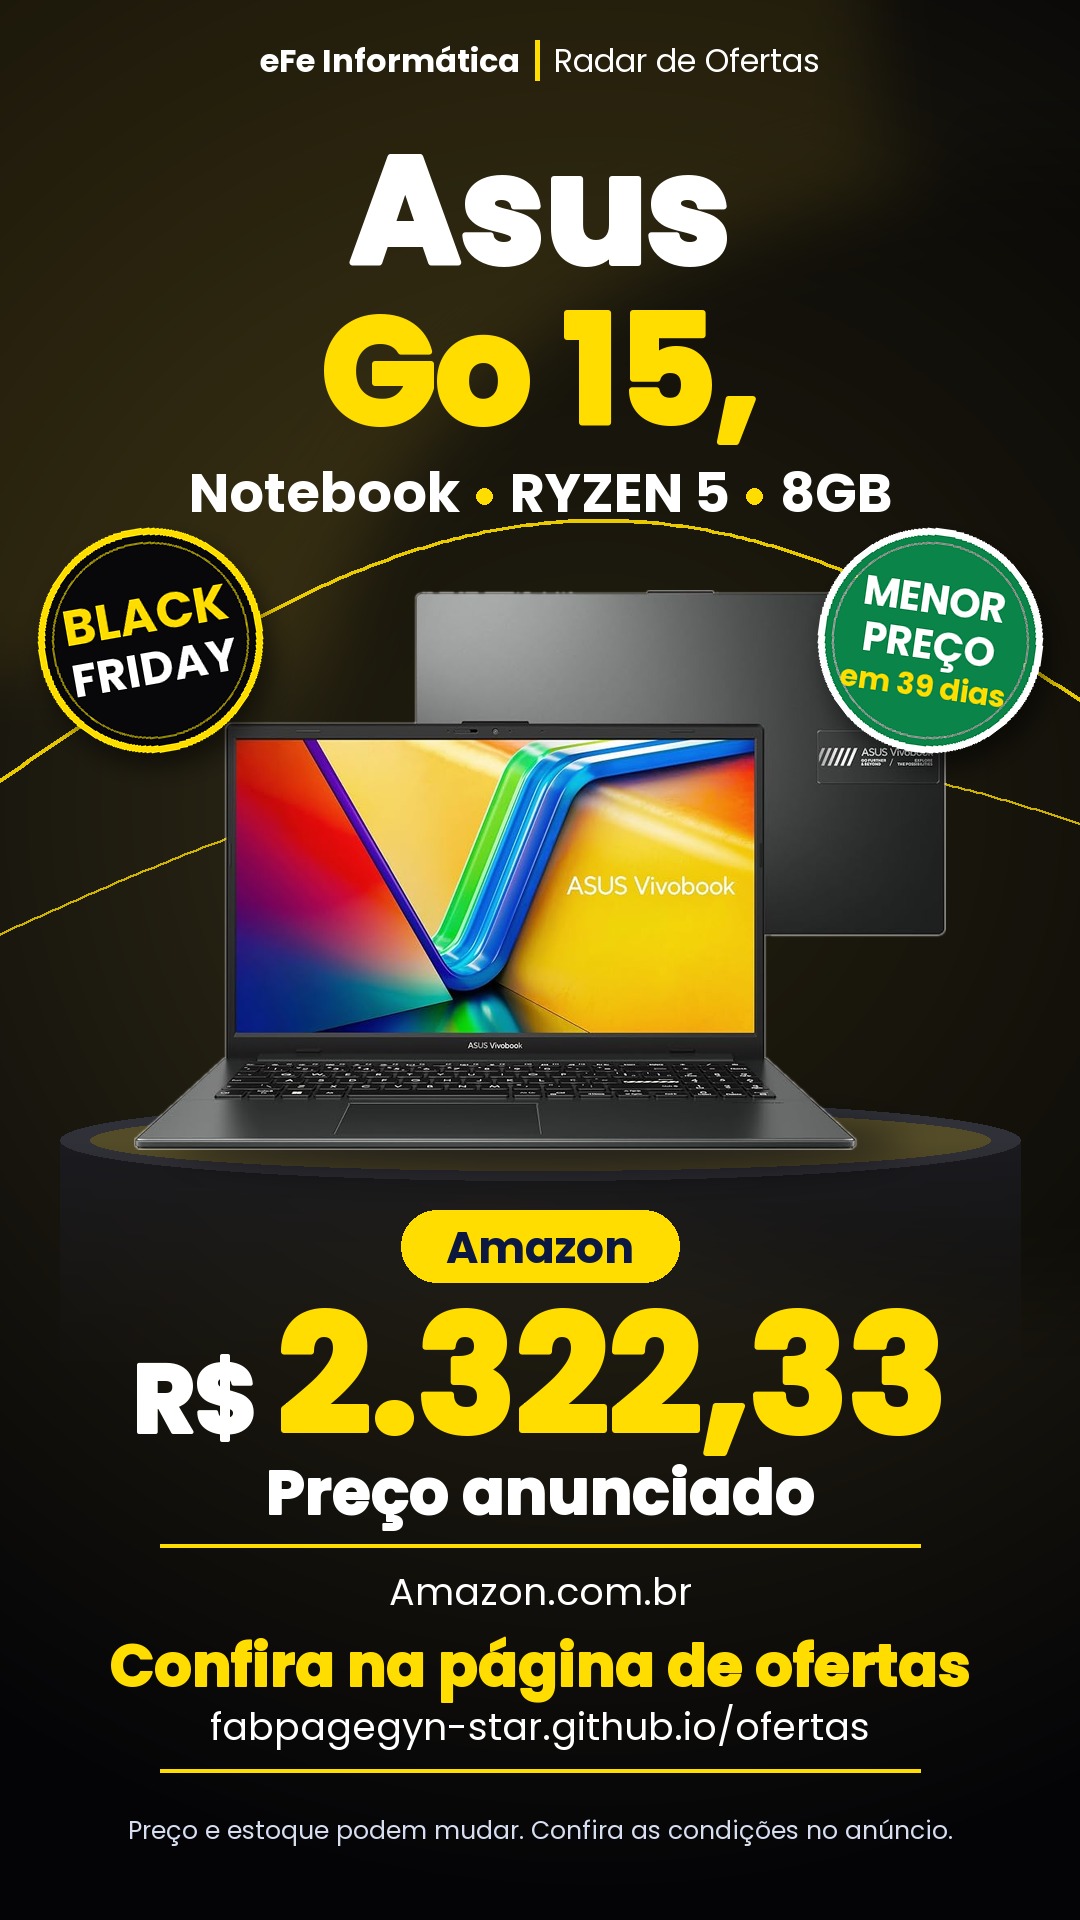 eFe Informática | Radar de Ofertas
Asus
Go 15,
Notebook • RYZEN 5 • 8GB
BLACK
FRIDAY
MENOR
PREÇO
em 39 dias
ASUS Vivobook
ASUS Vivobook
ASUS Vivobook
Amazon
R$ 2.322,33
Preço anunciado
Amazon.com.br
Confira na página de ofertas
fabpagegyn-star.github.io/ofertas
Preço e estoque podem mudar. Confira as condições no anúncio.